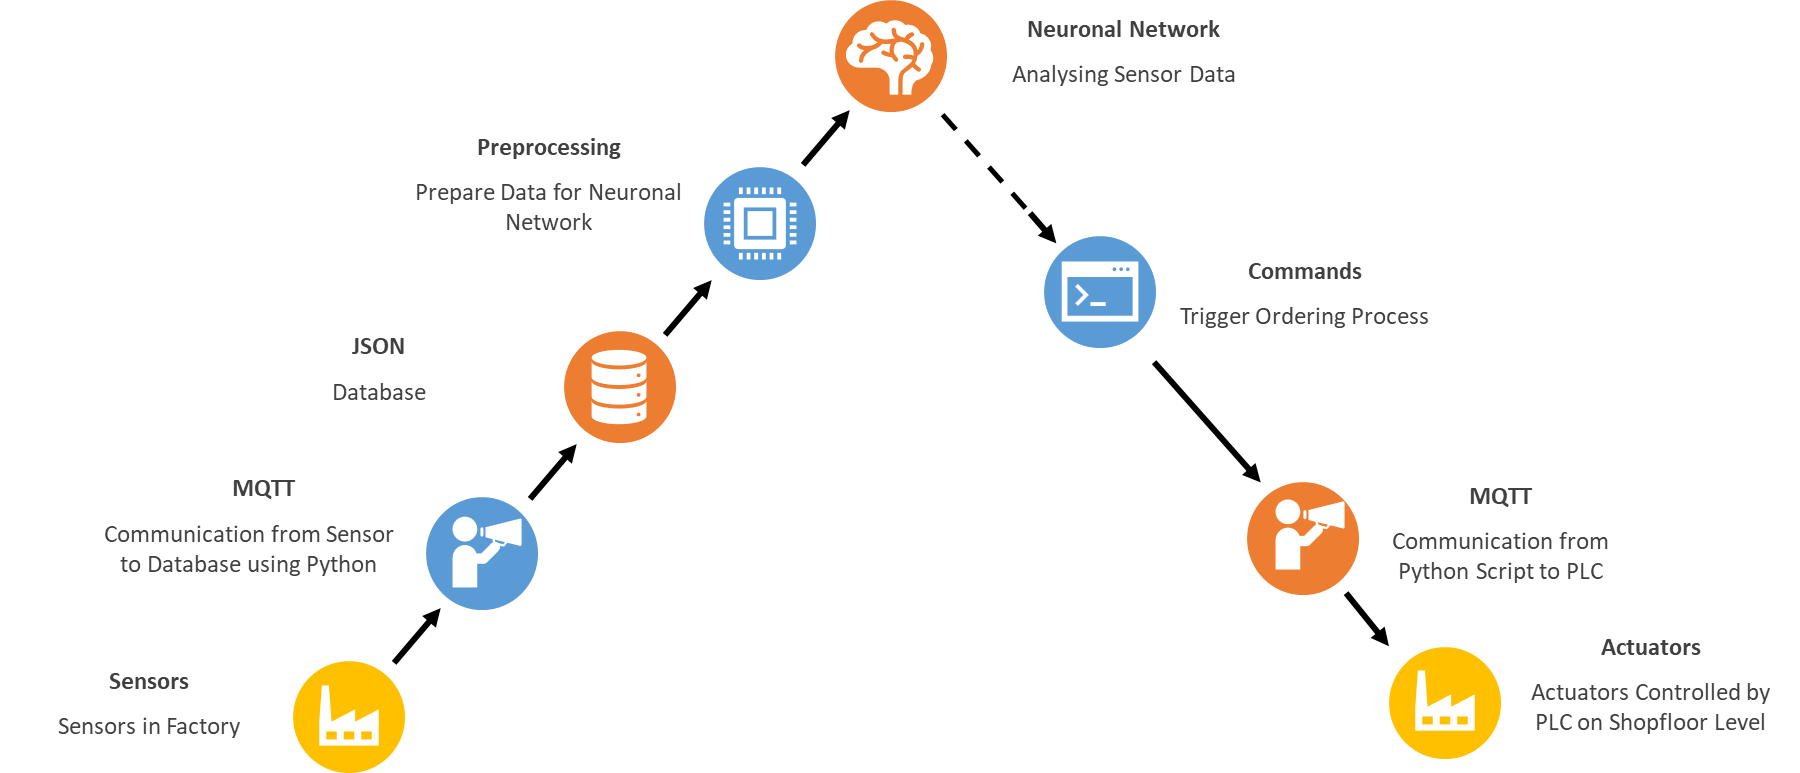 Neuronal Network
Analysing Sensor Data
Preprocessing
Prepare Data for Neuronal
Network
Commands
Trigger Ordering Process
JSON
Database
MQTT
Communication from Sensor
to Database using Python
MQTT
Communication from
Python Script to PLC
Sensors
Sensors in Factory
Actuators
Actuators Controlled by
PLC on Shopfloor Level